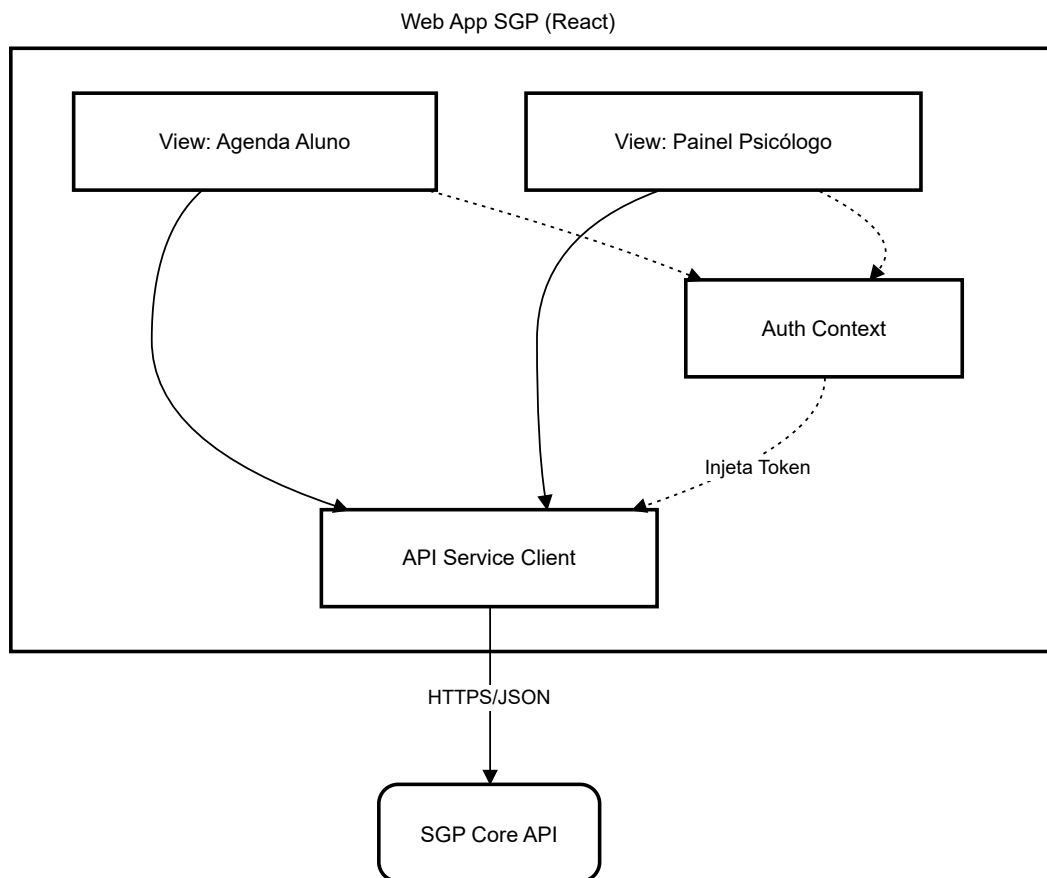 Web App SGP (React)
View: Agenda Aluno
View: Painel Psicólogo
Auth Context
Injeta Token
API Service Client
HTTPS/JSON
SGP Core API